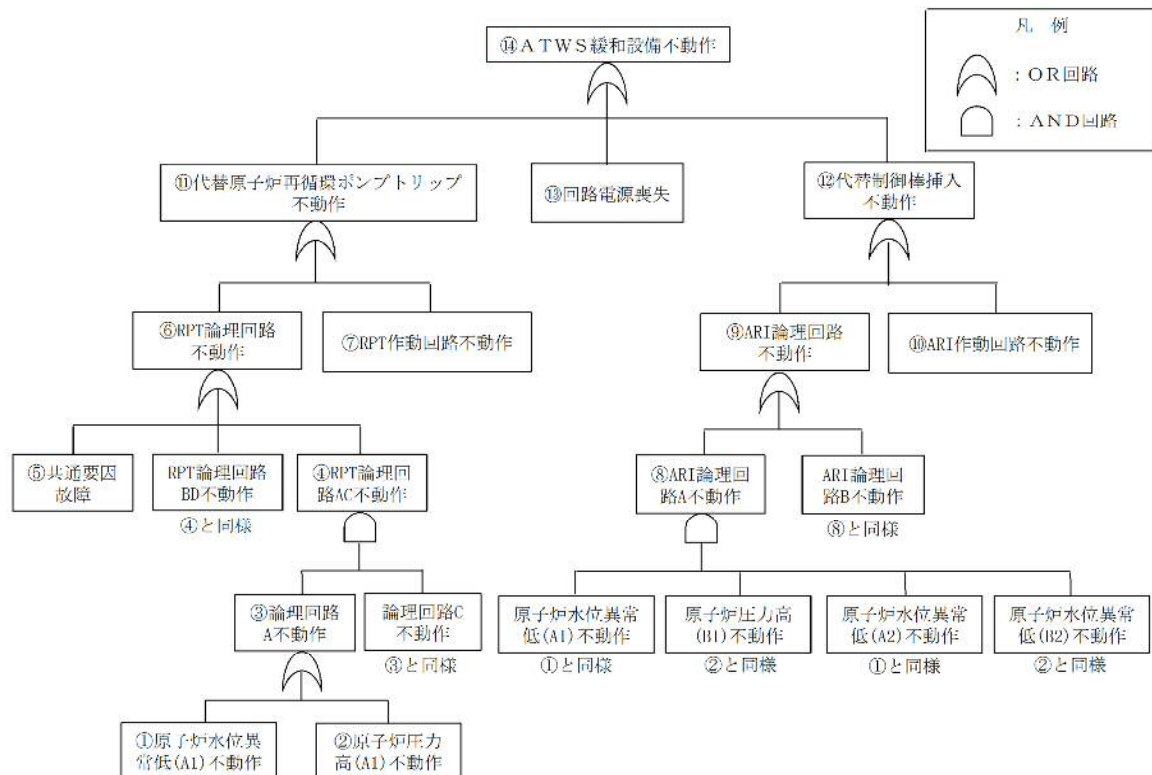 ⑭ATWS緩和設備不動作
凡 例
：OR回路
：AND回路
⑪代替原子炉再循環ポンプトリップ
不動作
⑬回路電源喪失
⑫代替制御棒挿入
不動作
⑥RPT論理回路
不動作
⑦RPT作動回路不動作
⑨ARI論理回路
不動作
⑩ARI作動回路不動作
⑤共通要因
故障
RPT論理回路
BD不動作
④と同様
④RPT論理回
路AC不動作
⑧ARI論理回
路A不動作
ARI論理回
路B不動作
⑧と同様
③論理回路
A不動作
論理回路C
不動作
③と同様
原子炉水位異常
低(A1)不動作
①と同様
原子炉圧力高
(B1)不動作
②と同様
原子炉水位異常
低(A2)不動作
①と同様
原子炉水位異常
低(B2)不動作
②と同様
①原子炉水位異
常低(A1)不動作
②原子炉圧力
高(A1)不動作